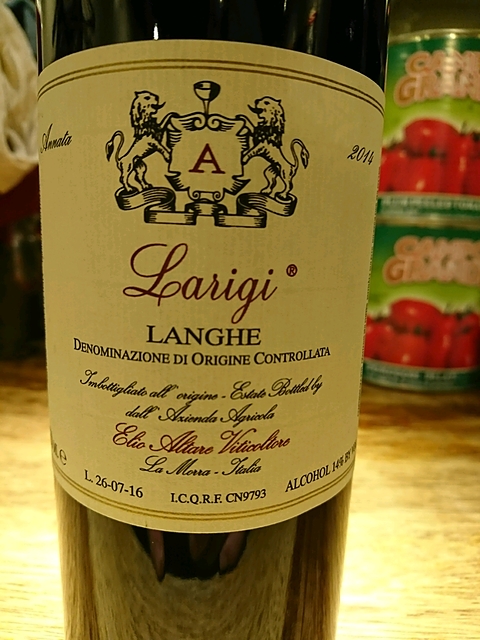 Annata 2014
A
Larigi ®
LANGHE
DENOMINAZIONE DI ORIGINE CONTROLLATA
Imbottigliato all'origine - Estate Bottled by
dall'Azienda Agricola
Elio Altare Viticoltore
La Morra - Italia
L. 26-07-16 I.C.Q.R.F. CN9793 ALCOHOL 14% BY